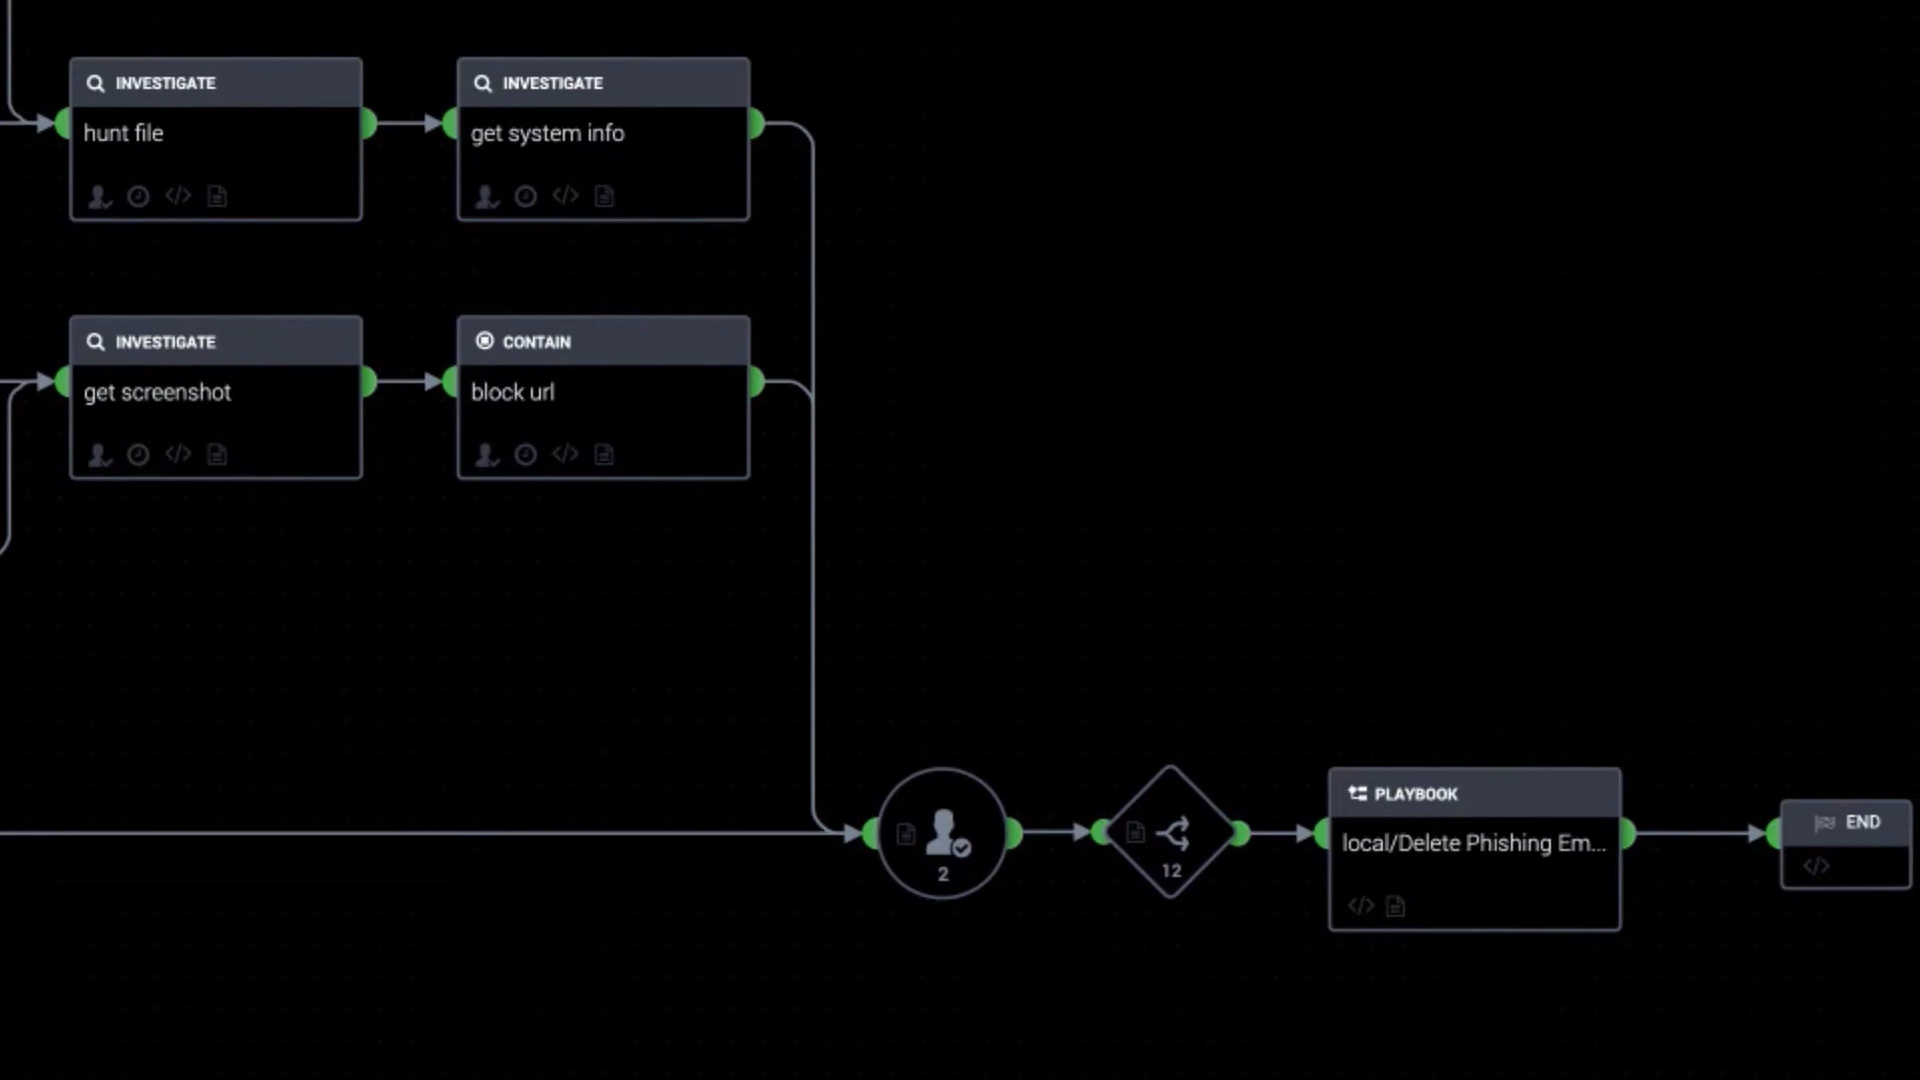 INVESTIGATE
hunt file
INVESTIGATE
get system info
INVESTIGATE
get screenshot
CONTAIN
block url
2
12
PLAYBOOK
local/Delete Phishing Em...
END